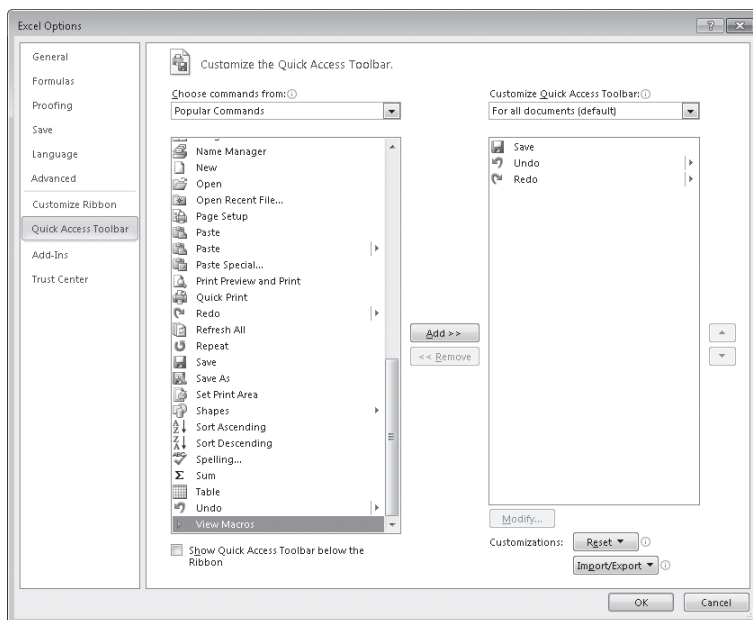 Excel Options
General
Formulas
Proofing
Save
Language
Advanced
Customize Ribbon
Quick Access Toolbar
Add-Ins
Trust Center
Customize the Quick Access Toolbar.
Choose commands from:
Popular Commands
Name Manager
New
Open
Open Recent File...
Page Setup
Paste
Paste
Paste Special...
Print Preview and Print
Quick Print
Redo
Refresh All
Repeat
Save
Save As
Set Print Area
Shapes
Sort Ascending
Sort Descending
Spelling...
Sum
Table
Undo
View Macros
Show Quick Access Toolbar below the
Ribbon
Add >>
<< Remove
Customize Quick Access Toolbar:
For all documents (default)
Save
Undo
Redo
Modify...
Customizations:
Reset
Import/Export
OK
Cancel